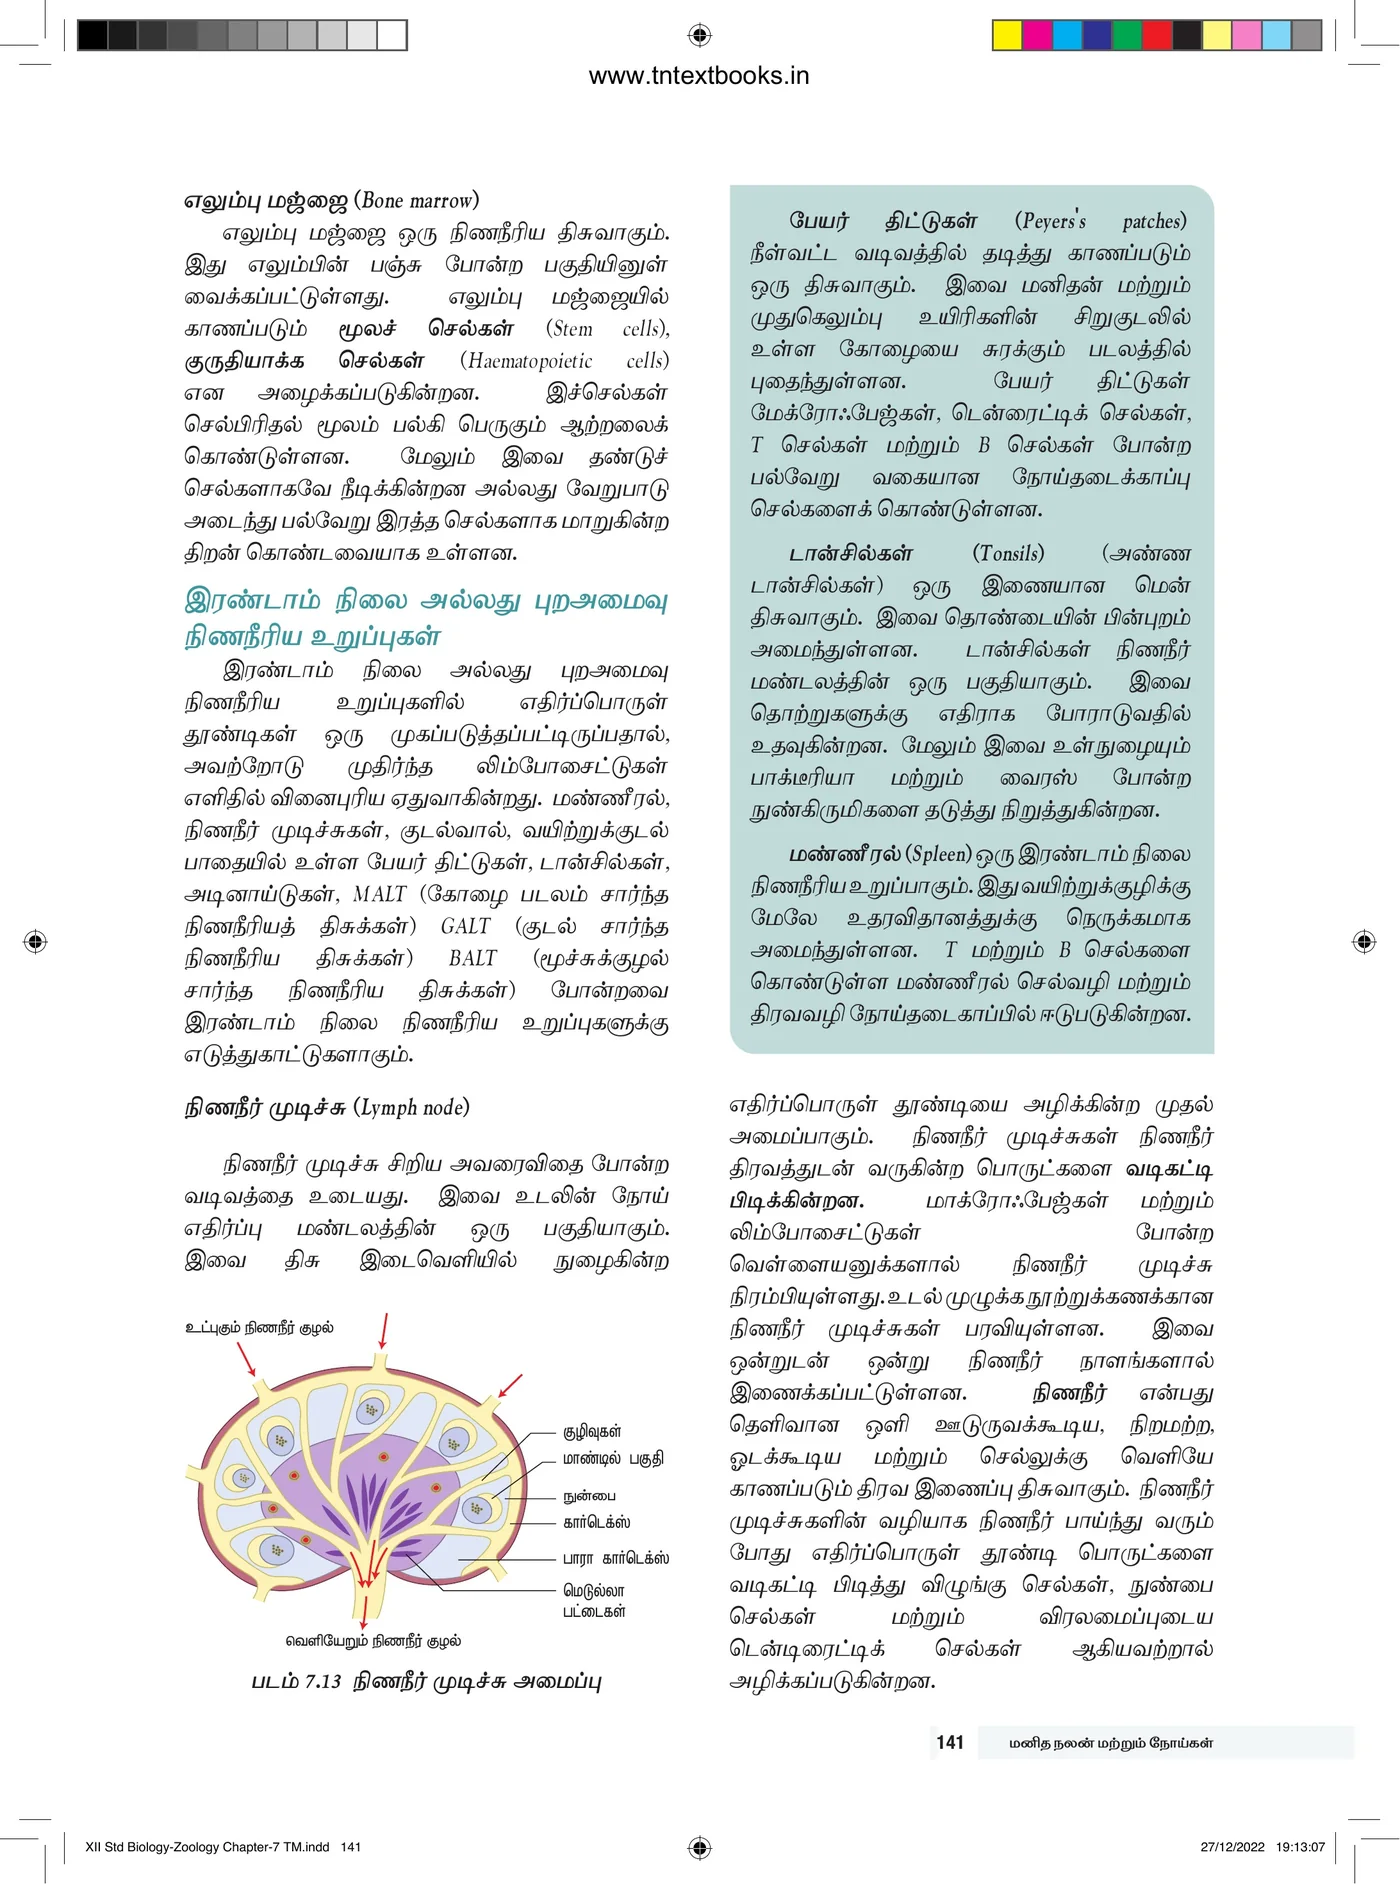 www.tntextbooks.in
எலும்பு மஜ்ஜை (Bone marrow)
எலும்பு மஜ்ஜை ஒரு நிணநீரிய திசுவாகும்.
இது எலும்பின் பஞ்சு போன்ற பகுதியினுள்
வைக்கப்பட்டுள்ளது. எலும்பு மஜ்ஜையில்
காணப்படும் மூலச் செல்கள் (Stem cells),
குருதியாக்க செல்கள் (Haematopoietic cells)
என அழைக்கப்படுகின்றன. இச்செல்கள்
செல்பிரிதல் மூலம் பல்கி பெருகும் ஆற்றலைக்
கொண்டுள்ளன. மேலும் இவை தண்டுச்
செல்களாகவே நீடிக்கின்றன அல்லது வேறுபாடு
அடைந்து பல்வேறு இரத்த செல்களாக மாறுகின்ற
திறன் கொண்டவையாக உள்ளன.
இரண்டாம் நிலை அல்லது புறஅமைவு
நிணநீரிய உறுப்புகள்
இரண்டாம் நிலை அல்லது புறஅமைவு
நிணநீரிய உறுப்புகளில் எதிர்ப்பொருள்
தூண்டிகள் ஒரு முகப்படுத்தப்பட்டிருப்பதால்,
அவற்றோடு முதிர்ந்த லிம்போசைட்டுகள்
எளிதில் வினைபுரிய ஏதுவாகின்றது. மண்ணீரல்,
நிணநீர் முடிச்சுகள், குடல்வால், வயிற்றுக்குடல்
பாதையில் உள்ள பேயர் திட்டுகள், டான்சில்கள்,
அடினாய்டுகள், MALT (கோழை படலம் சார்ந்த
நிணநீரியத் திசுக்கள்) GALT (குடல் சார்ந்த
நிணநீரிய திசுக்கள்) BALT (மூச்சுக்குழல்
சார்ந்த நிணநீரிய திசுக்கள்) போன்றவை
இரண்டாம் நிலை நிணநீரிய உறுப்புகளுக்கு
எடுத்துகாட்டுகளாகும்.
நிணநீர் முடிச்சு (Lymph node)
நிணநீர் முடிச்சு சிறிய அவரைவிதை போன்ற
வடிவத்தை உடையது. இவை உடலின் நோய்
எதிர்ப்பு மண்டலத்தின் ஒரு பகுதியாகும்.
இவை திசு இடைவெளியில் நுழைகின்ற
உட்புகும் நிணநீர் குழல்
குழிவுகள்
மாண்டில் பகுதி
நுன்பை
கார்டெக்ஸ்
பாரா கார்டெக்ஸ்
மெடுல்லா
பட்டைகள்
வெளியேறும் நிணநீர் குழல்
படம் 7.13 நிணநீர் முடிச்சு அமைப்பு
பேயர் திட்டுகள் (Peyers's patches)
நீள்வட்ட வடிவத்தில் தடித்து காணப்படும்
ஒரு திசுவாகும். இவை மனிதன் மற்றும்
முதுகெலும்பு உயிரிகளின் சிறுகுடலில்
உள்ள கோழையை சுரக்கும் படலத்தில்
புதைந்துள்ளன. பேயர் திட்டுகள்
மேக்ரோஃபேஜ்கள், டென்ரைட்டிக் செல்கள்,
T செல்கள் மற்றும் B செல்கள் போன்ற
பல்வேறு வகையான நோய்தடைக்காப்பு
செல்களைக் கொண்டுள்ளன.
டான்சில்கள் (Tonsils) (அண்ண
டான்சில்கள்) ஒரு இணையான மென்
திசுவாகும். இவை தொண்டையின் பின்புறம்
அமைந்துள்ளன. டான்சில்கள் நிணநீர்
மண்டலத்தின் ஒரு பகுதியாகும். இவை
தொற்றுகளுக்கு எதிராக போராடுவதில்
உதவுகின்றன. மேலும் இவை உள்நுழையும்
பாக்டீரியா மற்றும் வைரஸ் போன்ற
நுண்கிருமிகளை தடுத்து நிறுத்துகின்றன.
மண்ணீரல் (Spleen) ஒரு இரண்டாம் நிலை
நிணநீரிய உறுப்பாகும். இது வயிற்றுக்குழிக்கு
மேலே உதரவிதானத்துக்கு நெருக்கமாக
அமைந்துள்ளன. T மற்றும் B செல்களை
கொண்டுள்ள மண்ணீரல் செல்வழி மற்றும்
திரவவழி நோய்தடைகாப்பில் ஈடுபடுகின்றன.
எதிர்ப்பொருள் தூண்டியை அழிக்கின்ற முதல்
அமைப்பாகும். நிணநீர் முடிச்சுகள் நிணநீர்
திரவத்துடன் வருகின்ற பொருட்களை வடிகட்டி
பிடிக்கின்றன. மாக்ரோஃபேஜ்கள் மற்றும்
லிம்போசைட்டுகள் போன்ற
வெள்ளையனுக்களால் நிணநீர் முடிச்சு
நிரம்பியுள்ளது. உடல் முழுக்க நூற்றுக்கணக்கான
நிணநீர் முடிச்சுகள் பரவியுள்ளன. இவை
ஒன்றுடன் ஒன்று நிணநீர் நாளங்களால்
இணைக்கப்பட்டுள்ளன. நிணநீர் என்பது
தெளிவான ஒளி ஊடுருவக்கூடிய, நிறமற்ற,
ஓடக்கூடிய மற்றும் செல்லுக்கு வெளியே
காணப்படும் திரவ இணைப்பு திசுவாகும். நிணநீர்
முடிச்சுகளின் வழியாக நிணநீர் பாய்ந்து வரும்
போது எதிர்ப்பொருள் தூண்டி பொருட்களை
வடிகட்டி பிடித்து விழுங்கு செல்கள், நுண்பை
செல்கள் மற்றும் விரலமைப்புடைய
டென்டிரைட்டிக் செல்கள் ஆகியவற்றால்
அழிக்கப்படுகின்றன.
141 மனித நலன் மற்றும் நோய்கள்
XII Std Biology-Zoology Chapter-7 TM.indd 141
27/12/2022 19:13:07